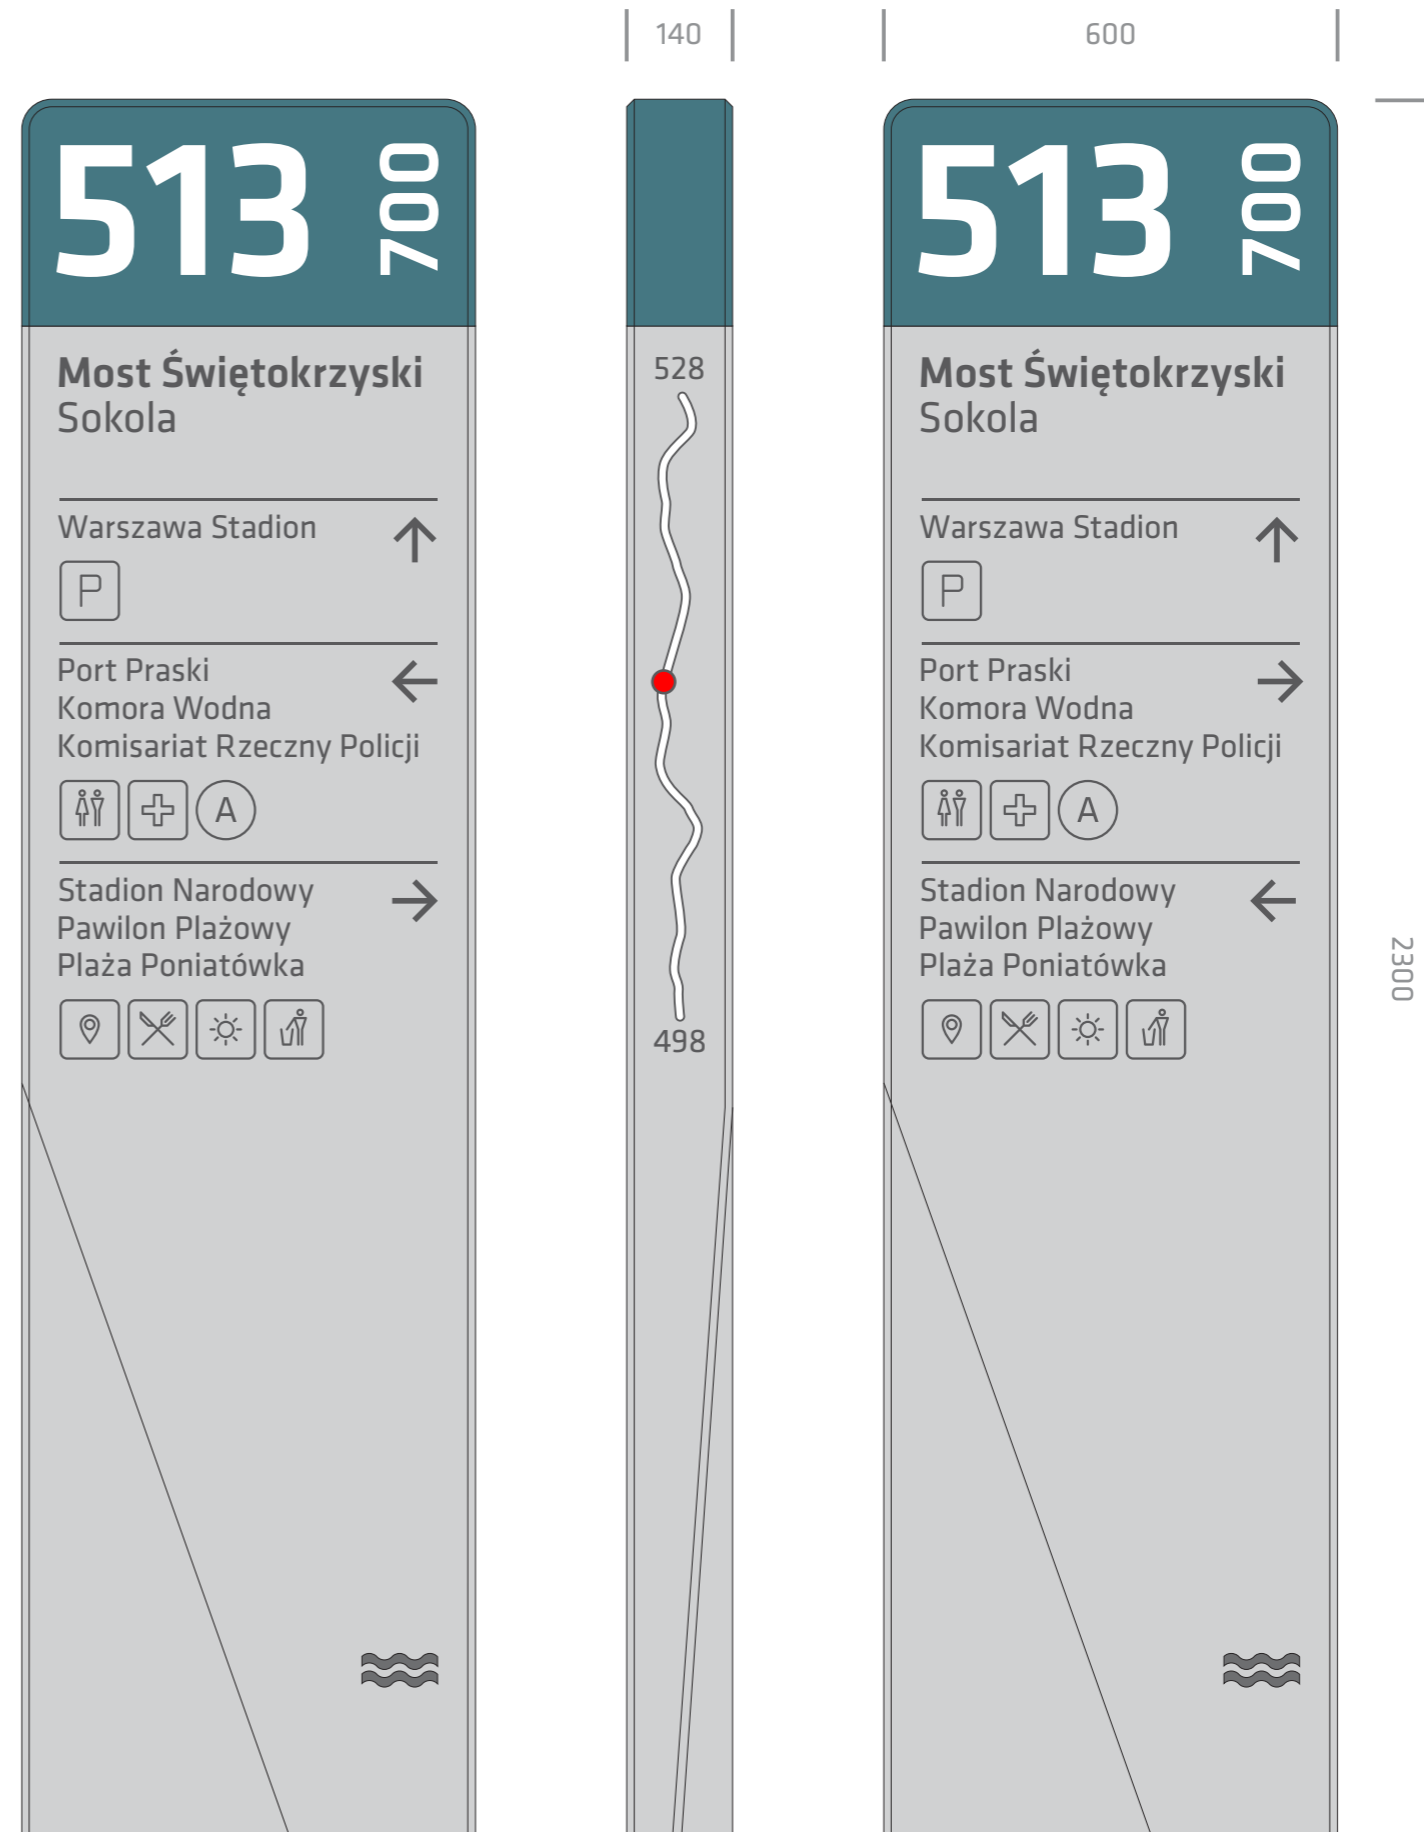 140
600
513
700
Most Świętokrzyski
Sokola
Warszawa Stadion
P
Port Praski
Komora Wodna
Komisariat Rzeczny Policji
A
Stadion Narodowy
Pawilon Plażowy
Plaża Poniatówka
528
498
513
700
Most Świętokrzyski
Sokola
Warszawa Stadion
P
Port Praski
Komora Wodna
Komisariat Rzeczny Policji
A
Stadion Narodowy
Pawilon Plażowy
Plaża Poniatówka
2300